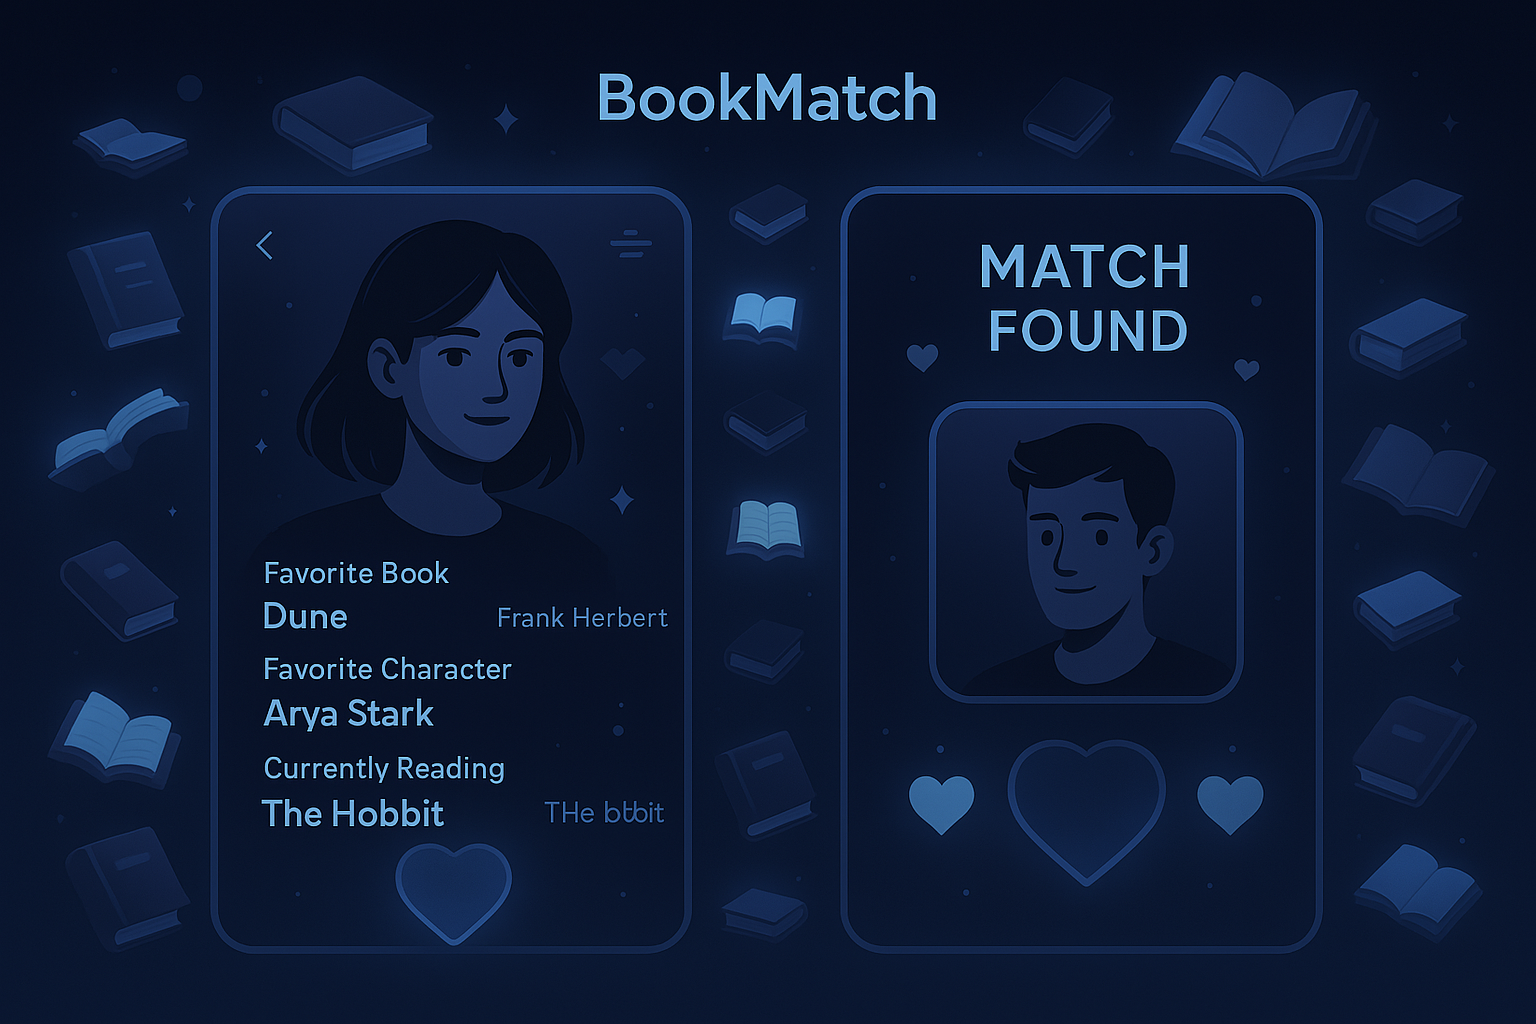 BookMatch
Favorite Book
Dune Frank Herbert
Favorite Character
Arya Stark
Currently Reading
The Hobbit THe btbit
MATCH
FOUND